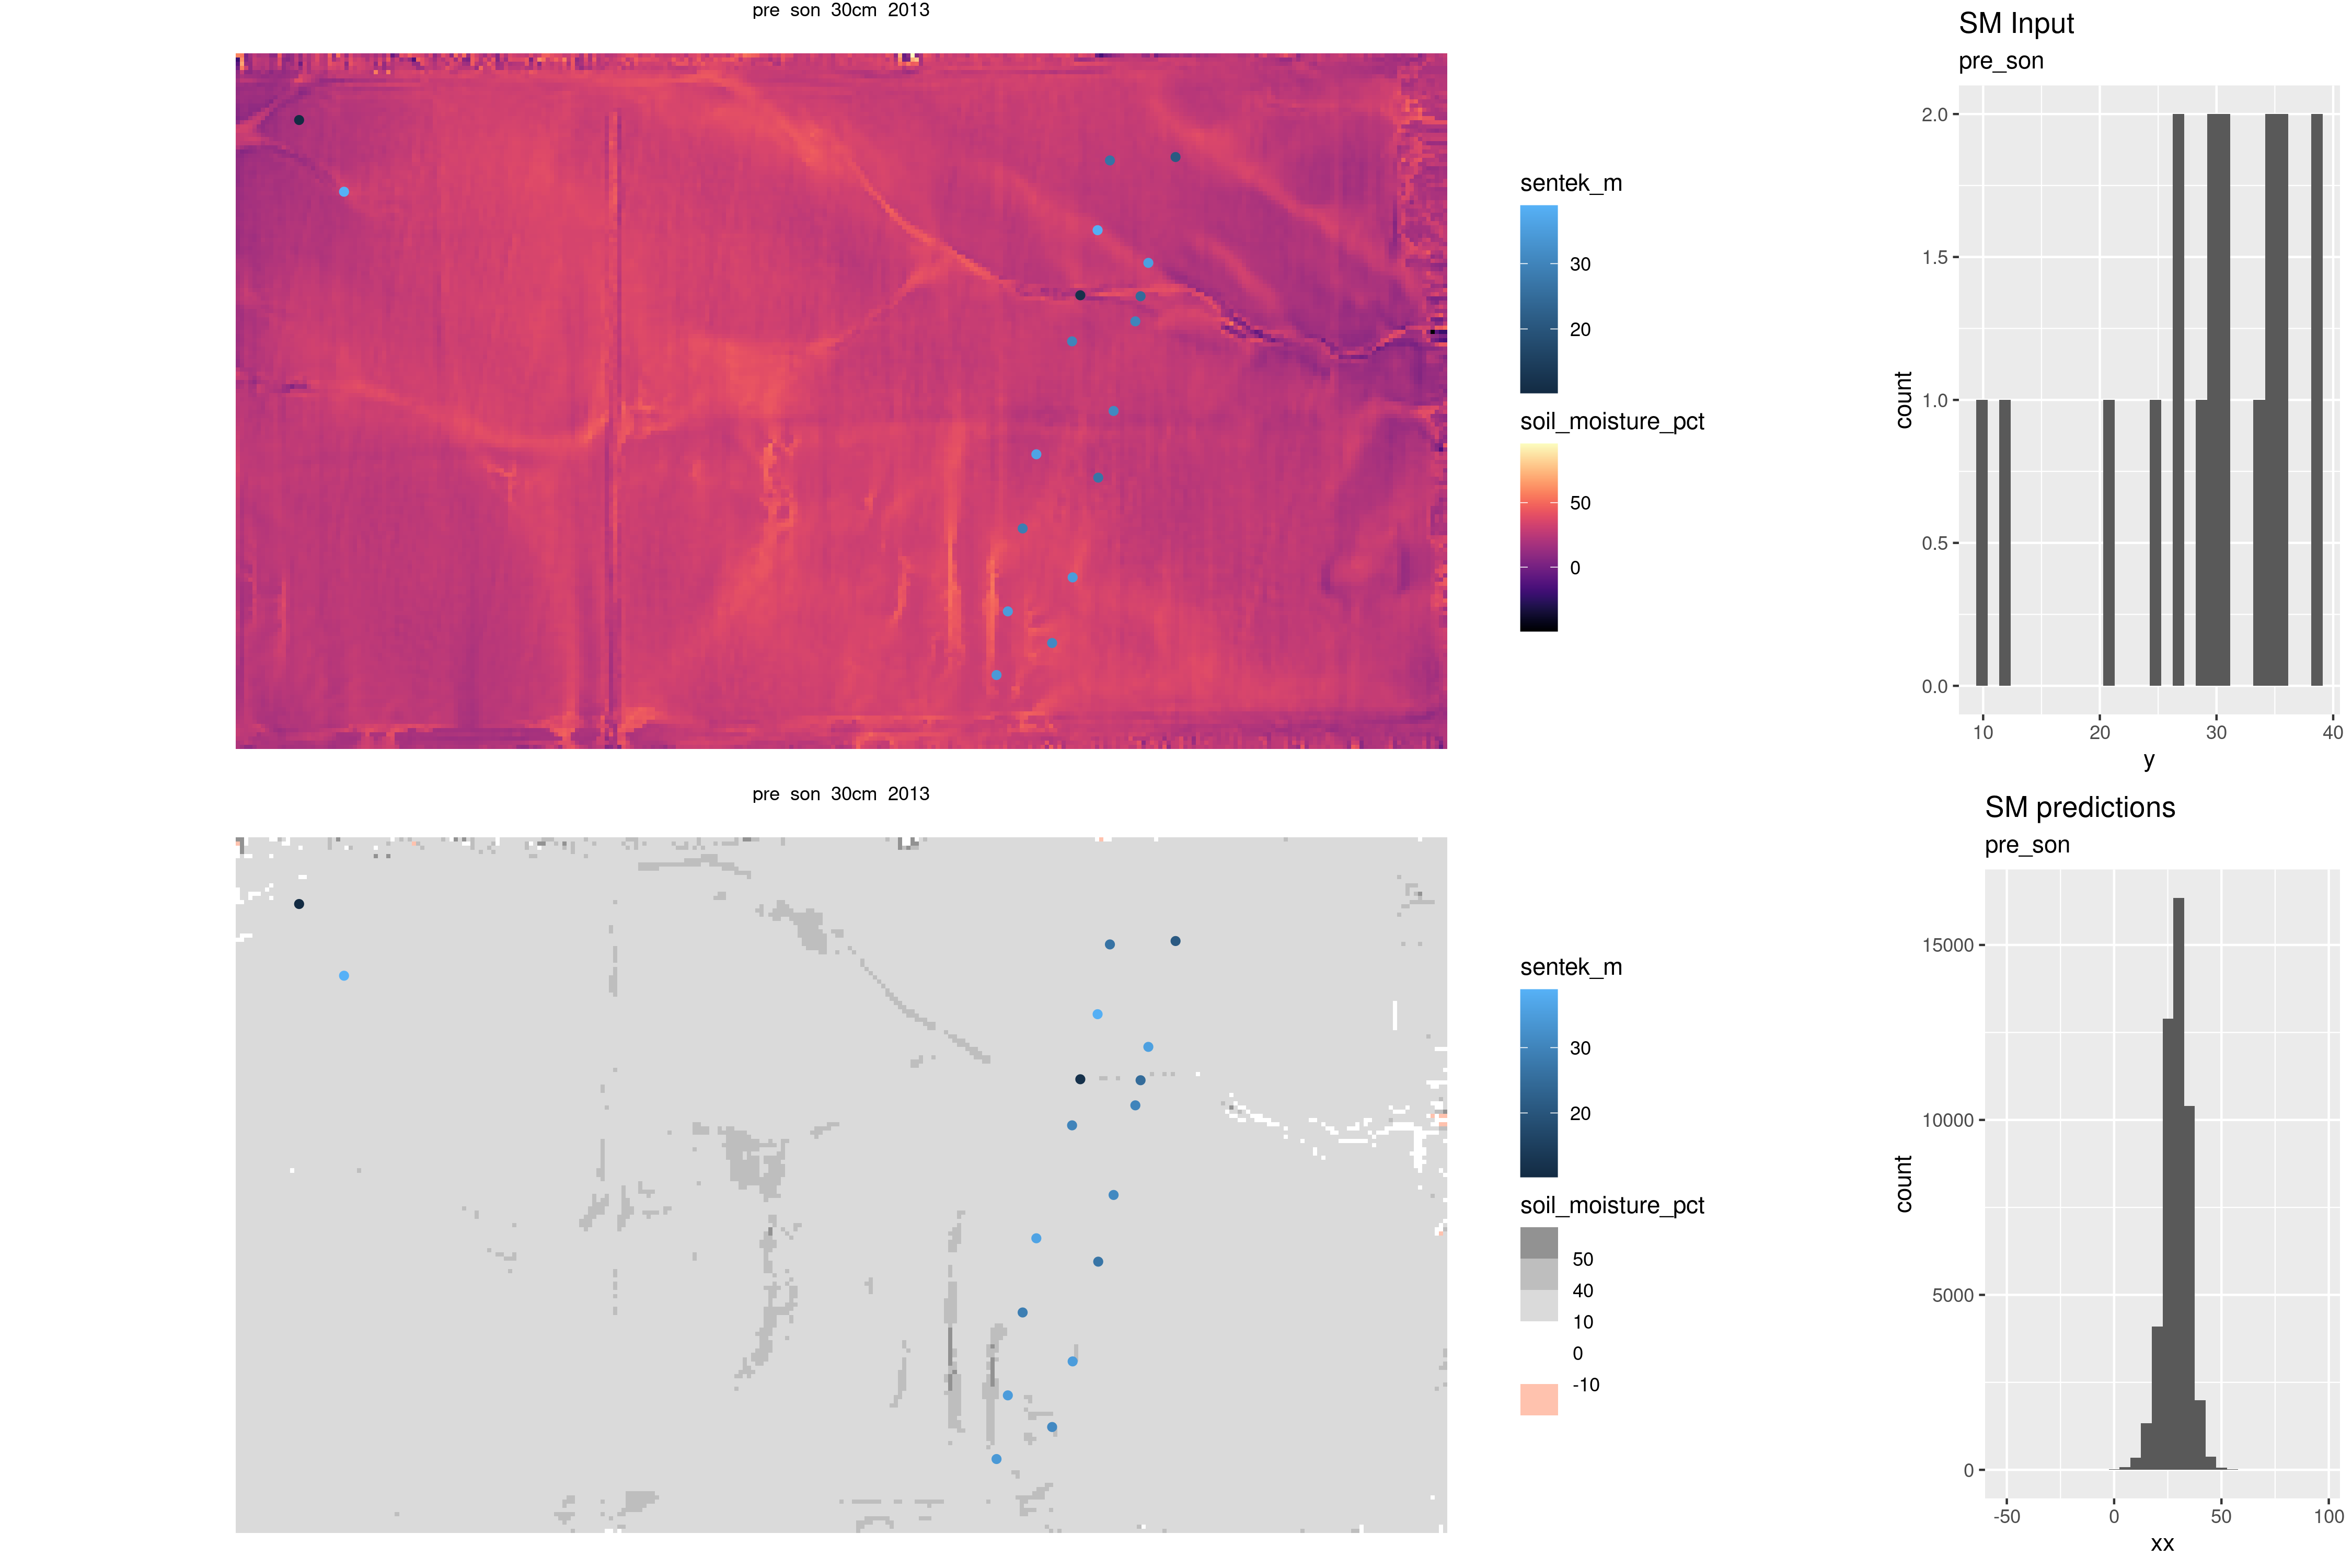 pre son 30cm 2013
sentek_m
30
20
soil_moisture_pct
50
0
SM Input
pre_son
2.0
1.5
1.0
0.5
0.0
count
10 20 30 40
y
pre son 30cm 2013
sentek_m
30
20
soil_moisture_pct
50
40
10
0
-10
SM predictions
pre_son
15000
10000
5000
0
count
-50 0 50 100
xx